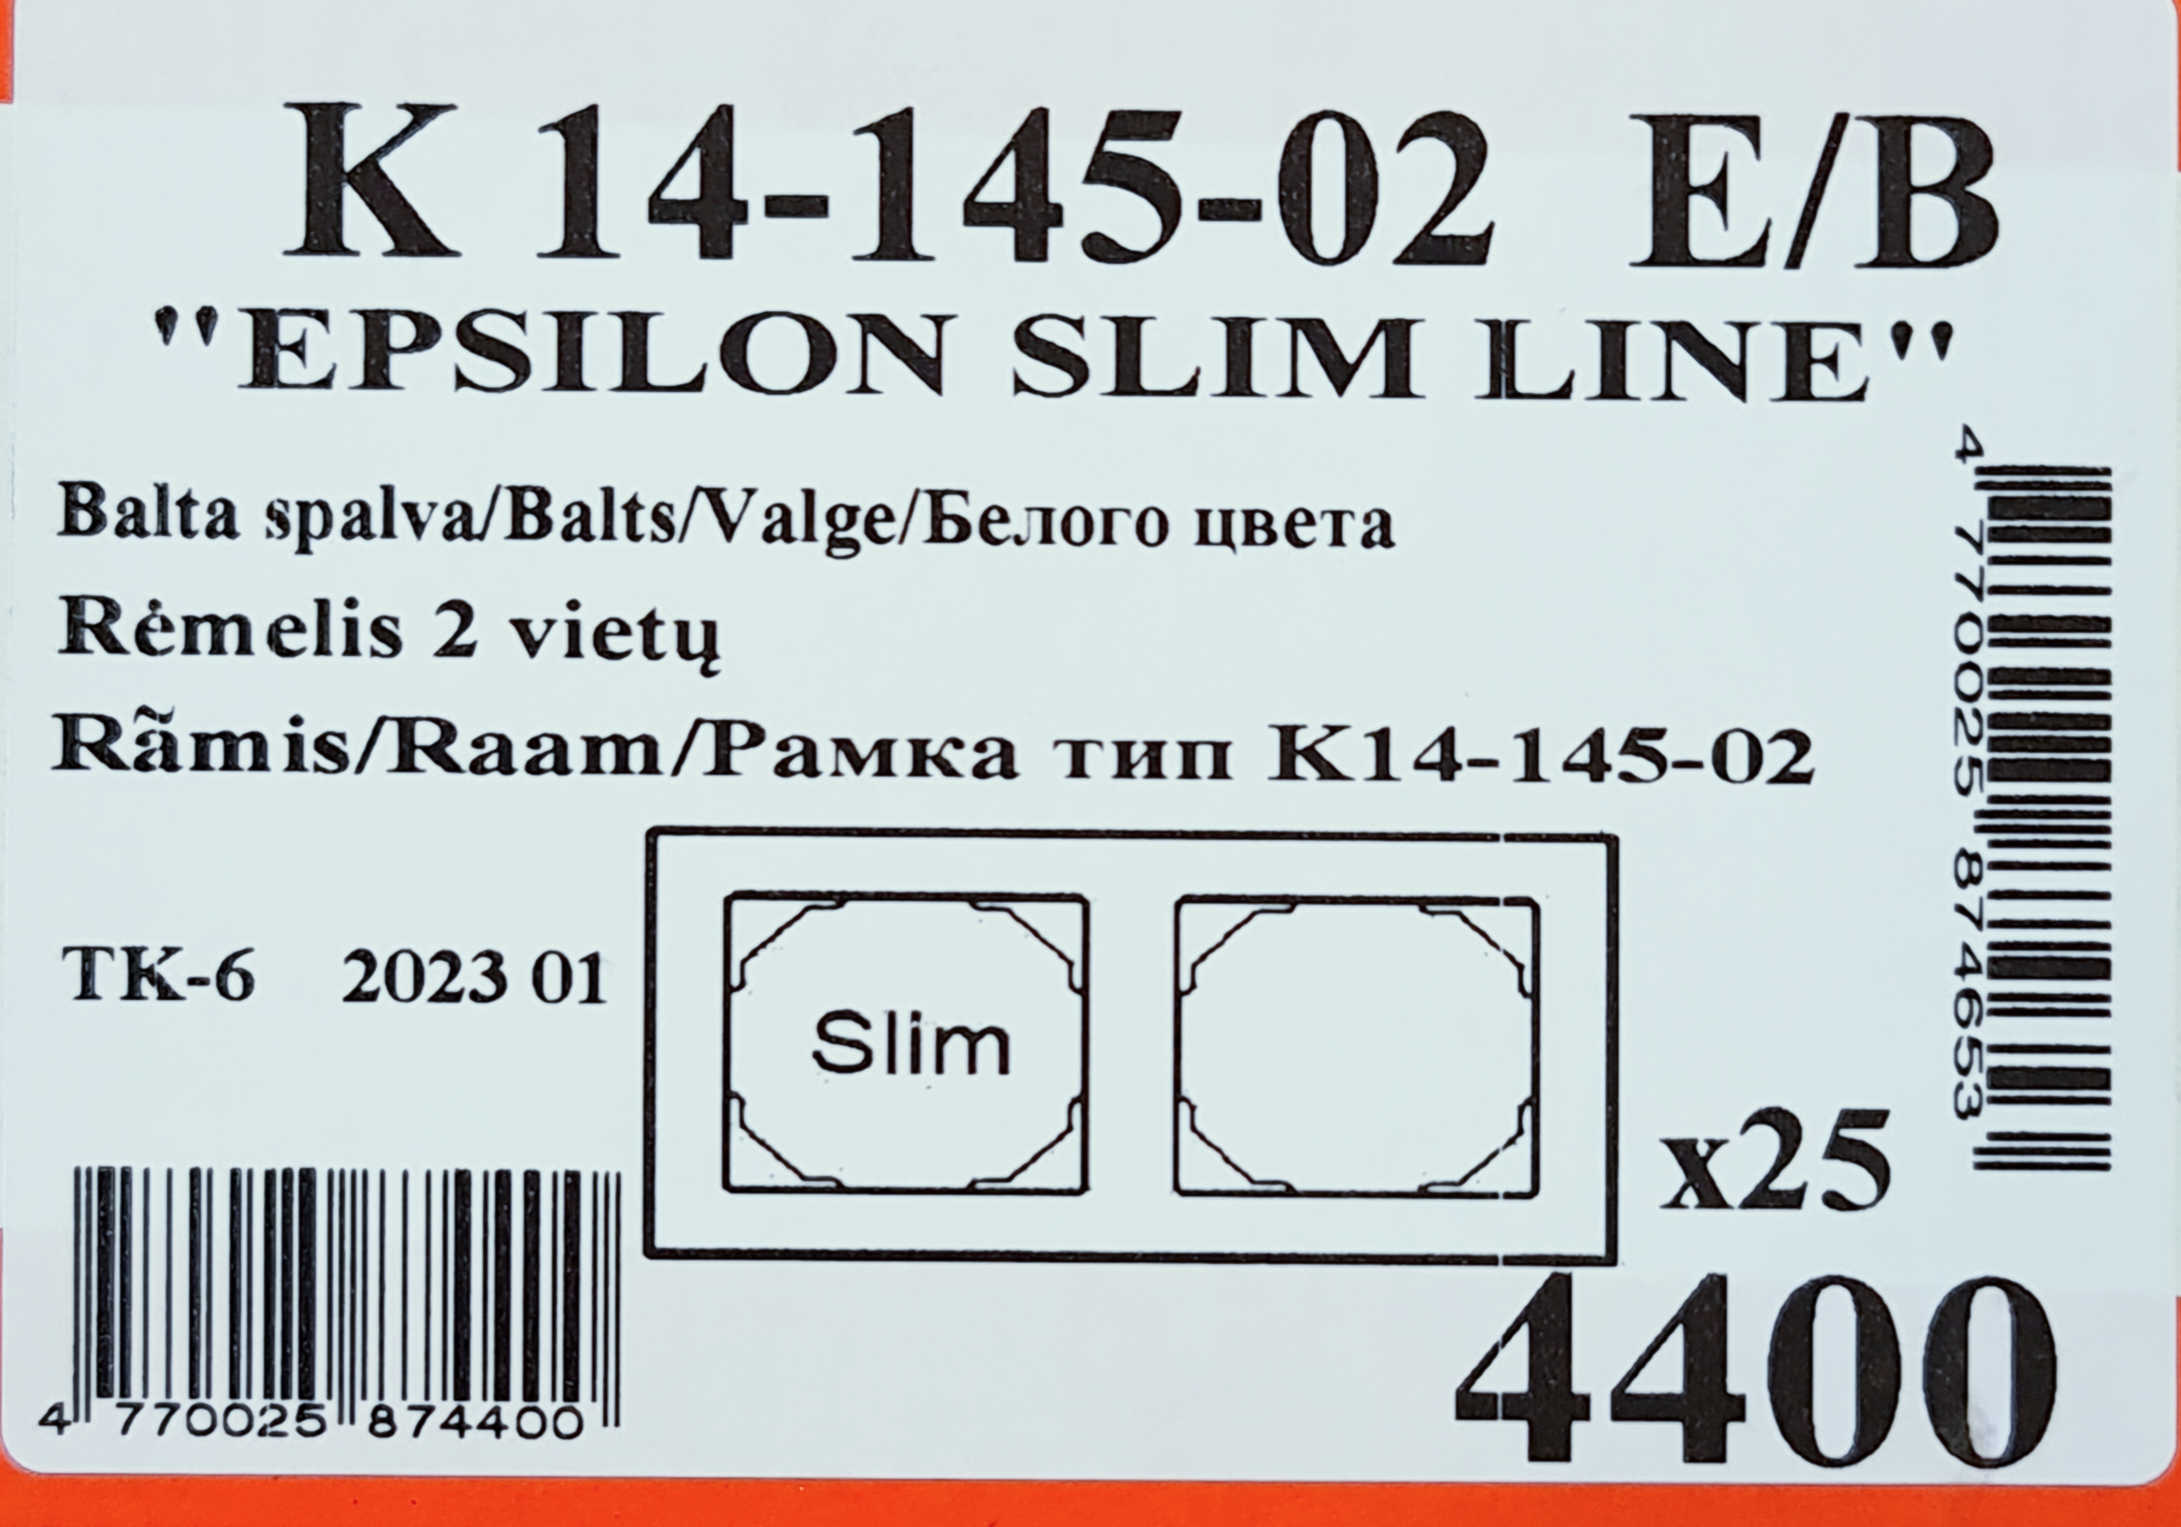 K 14-145-02 E/B
"EPSILON SLIM LINE"
Balta spalva/Balts/Valge/Белого цвета
Rėmelis 2 vietų
Rãmis/Raam/Рамка тип K14-145-02
TK-6 2023 01
Slim
4 770025 874653
x25
4400
4 770025 874400